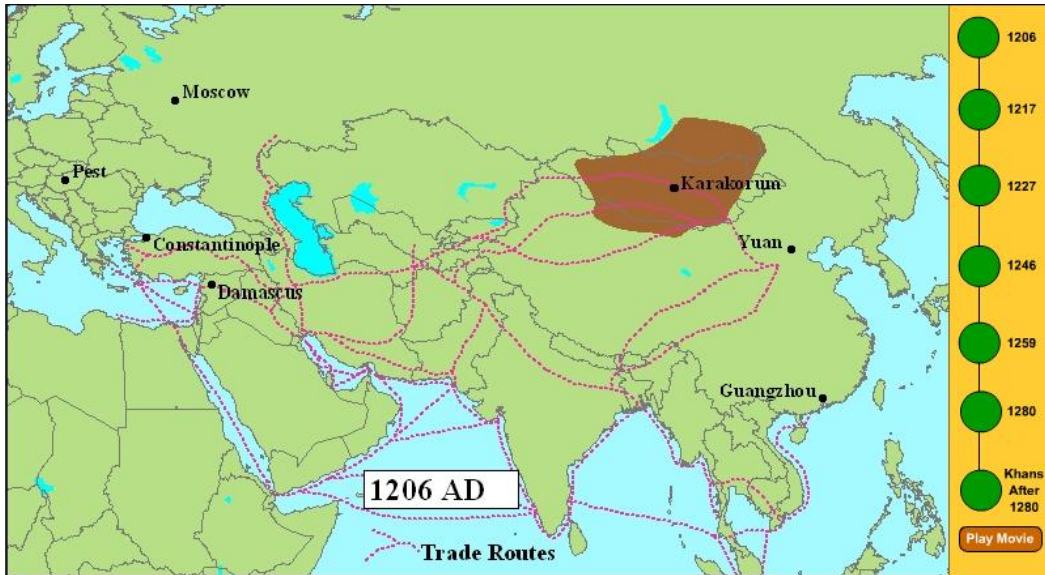 Moscow
Pest
Karakorum
Constantinople
Yuan
Damascus
Guangzhou
1206 AD
Trade Routes
1206
1217
1227
1246
1259
1280
Khans
After
1280
Play Movie